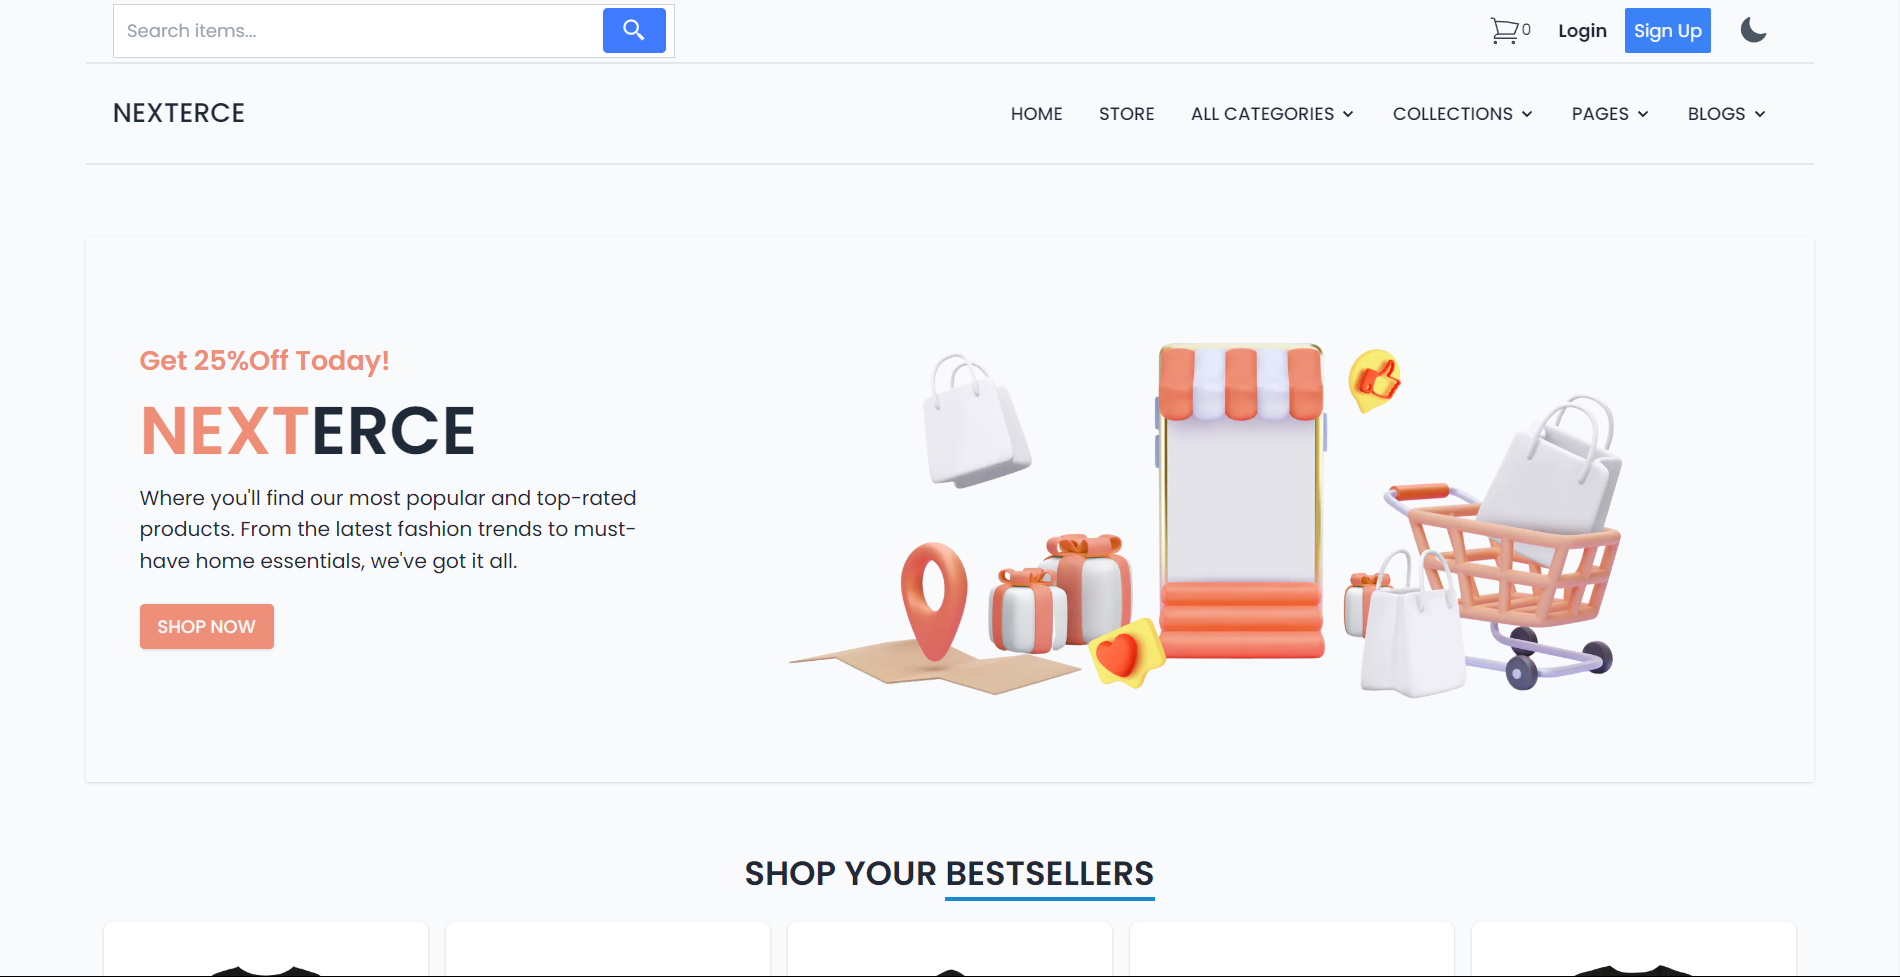 Search items...
0
Login
Sign Up
NEXTERCE
HOME
STORE
ALL CATEGORIES
COLLECTIONS
PAGES
BLOGS
Get 25%Off Today!
NEXTERCE
Where you'll find our most popular and top-rated
products. From the latest fashion trends to must-
have home essentials, we've got it all.
SHOP NOW
SHOP YOUR BESTSELLERS